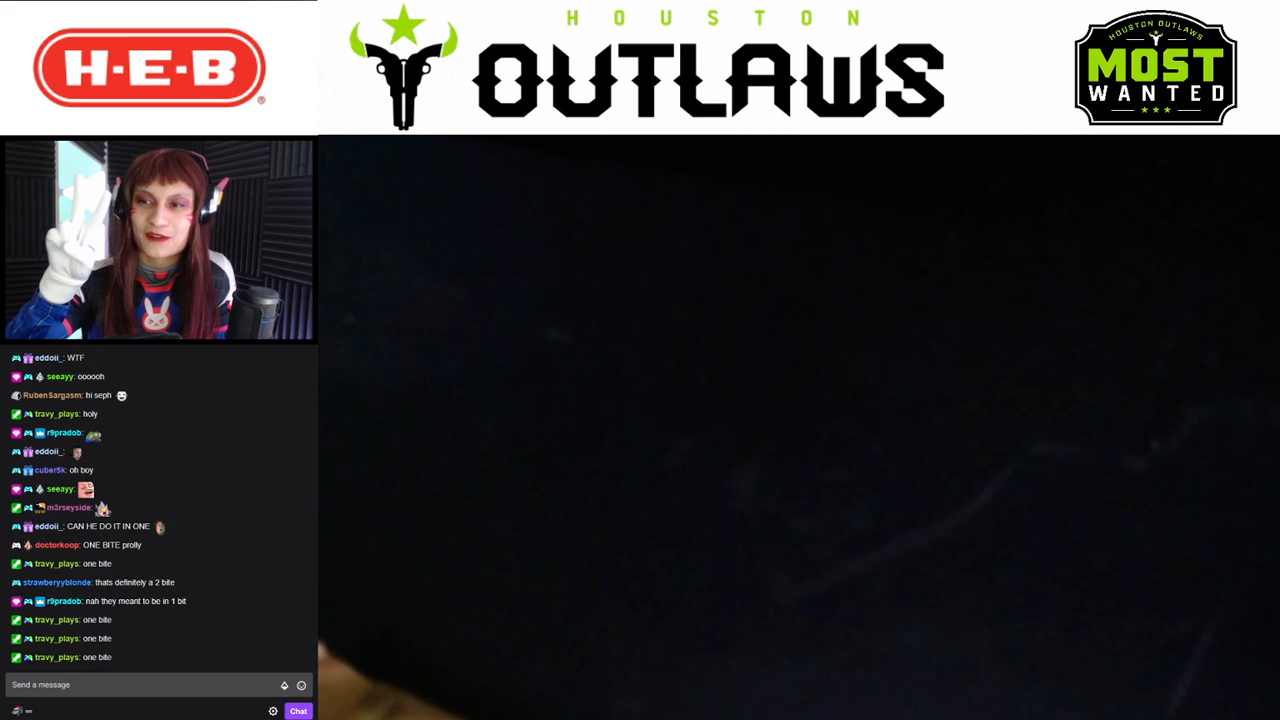 H-E-B
®
HOUSTON
OUTLAWS
HOUSTON OUTLAWS
MOST
WANTED
eddoii_: WTF
seeayy: oooooh
RubenSargasm: hi seph
travy_plays: holy
r9pradob:
eddoii_:
cuber5k: oh boy
seeayy:
m3rseyside:
eddoii_: CAN HE DO IT IN ONE
doctorkoop: ONE BITE prolly
travy_plays: one bite
strawberyyblonde: thats definitely a 2 bite
r9pradob: nah they meant to be in 1 bit
travy_plays: one bite
travy_plays: one bite
travy_plays: one bite
Send a message
Chat